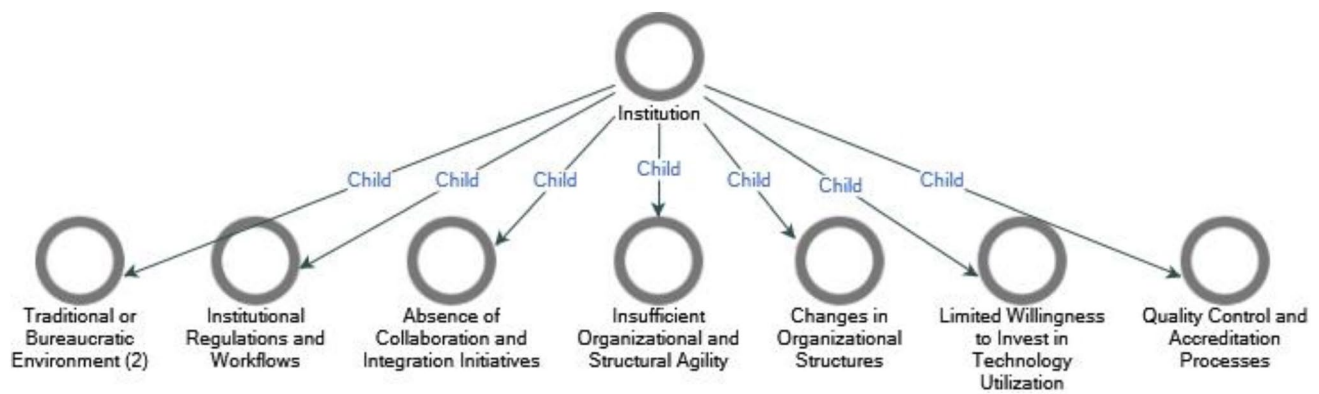 Institution
Child
Child
Child
Child
Child
Child
Child
Traditional or
Bureaucratic
Environment (2)
Institutional
Regulations and
Workflows
Absence of
Collaboration and
Integration Initiatives
Insufficient
Organizational and
Structural Agility
Changes in
Organizational
Structures
Limited Willingness
to Invest in
Technology
Utilization
Quality Control and
Accreditation
Processes